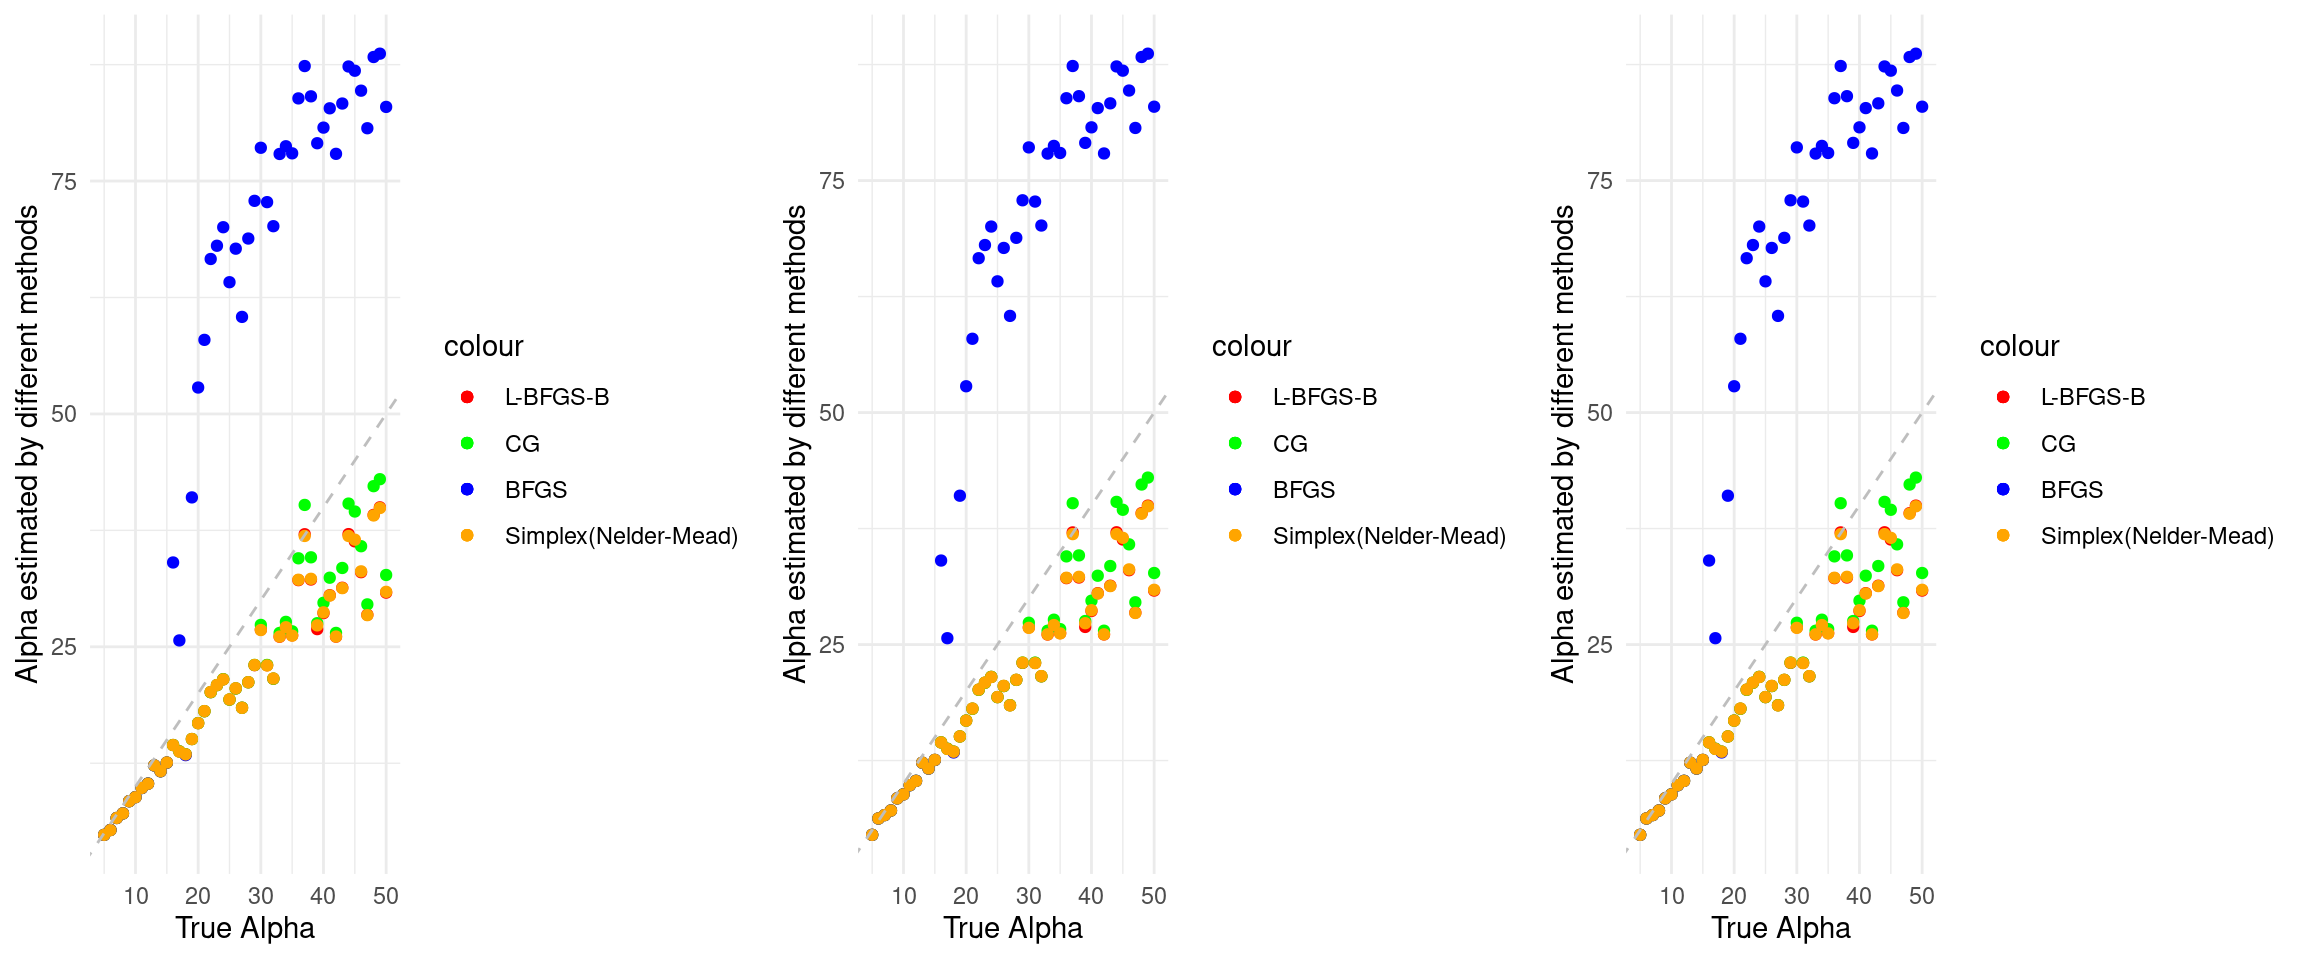 Alpha estimated by different methods
75
50
25
10 20 30 40 50
True Alpha
colour
L-BFGS-B
CG
BFGS
Simplex(Nelder-Mead)
Alpha estimated by different methods
75
50
25
10 20 30 40 50
True Alpha
colour
L-BFGS-B
CG
BFGS
Simplex(Nelder-Mead)
Alpha estimated by different methods
75
50
25
10 20 30 40 50
True Alpha
colour
L-BFGS-B
CG
BFGS
Simplex(Nelder-Mead)